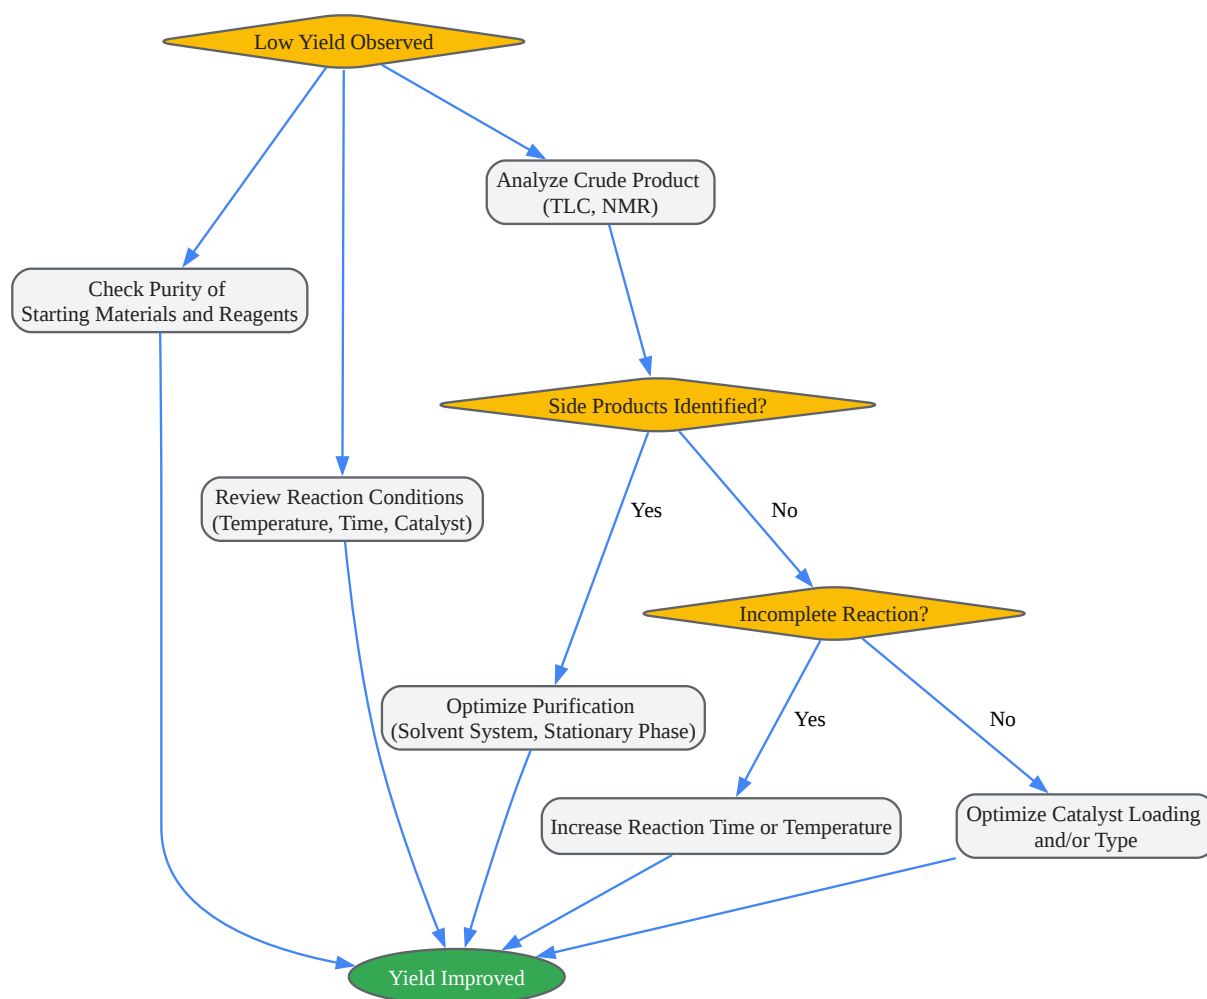 Low Yield Observed
Analyze Crude Product
(TLC, NMR)
Check Purity of
Starting Materials and Reagents
Side Products Identified?
Review Reaction Conditions
(Temperature, Time, Catalyst)
Yes
No
Incomplete Reaction?
Optimize Purification
(Solvent System, Stationary Phase)
Yes
No
Increase Reaction Time or Temperature
Optimize Catalyst Loading
and/or Type
Yield Improved